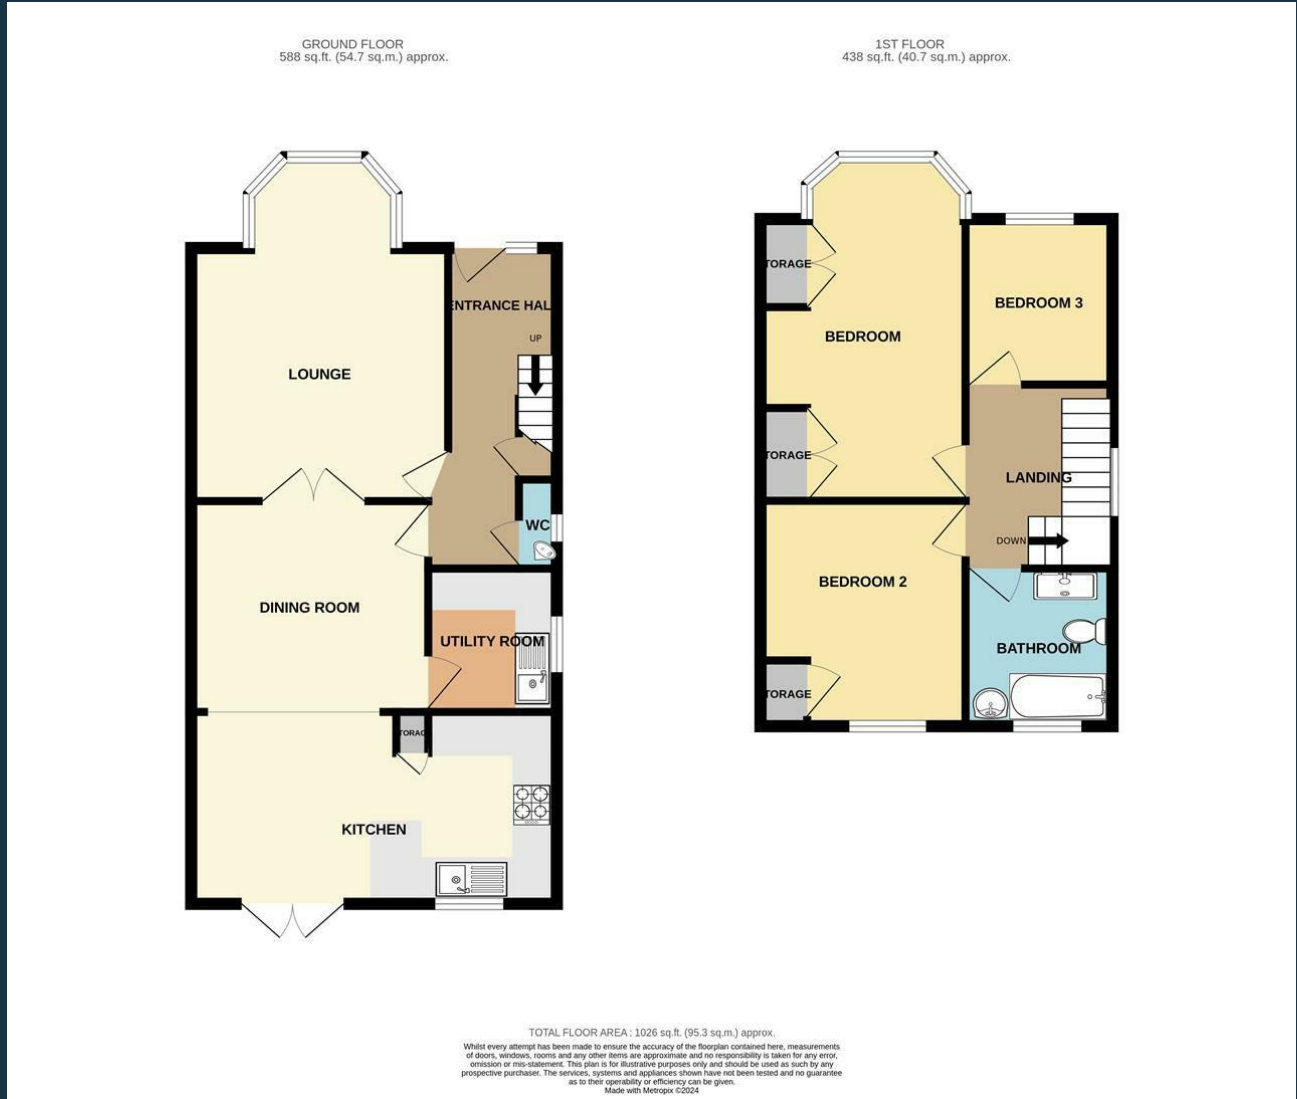 GROUND FLOOR
588 sq.ft. (54.7 sq.m.) approx.
1ST FLOOR
438 sq.ft. (40.7 sq.m.) approx.
ENTRANCE HAL
UP
LOUNGE
WC
DINING ROOM
UTILITY ROOM
TORAG
KITCHEN
TORAGE
BEDROOM 3
BEDROOM
TORAGE
LANDING
DOWN
BEDROOM 2
BATHROOM
TORAGE
TOTAL FLOOR AREA : 1026 sq.ft. (95.3 sq.m.) approx.
Whilst every attempt has been made to ensure the accuracy of the floorplan contained here, measurements
of doors, windows, rooms and any other items are approximate and no responsibility is taken for any error,
omission or mis-statement. This plan is for illustrative purposes only and should be used as such by any
prospective purchaser. The services, systems and appliances shown have not been tested and no guarantee
as to their operability or efficiency can be given.
Made with Metropix ©2024